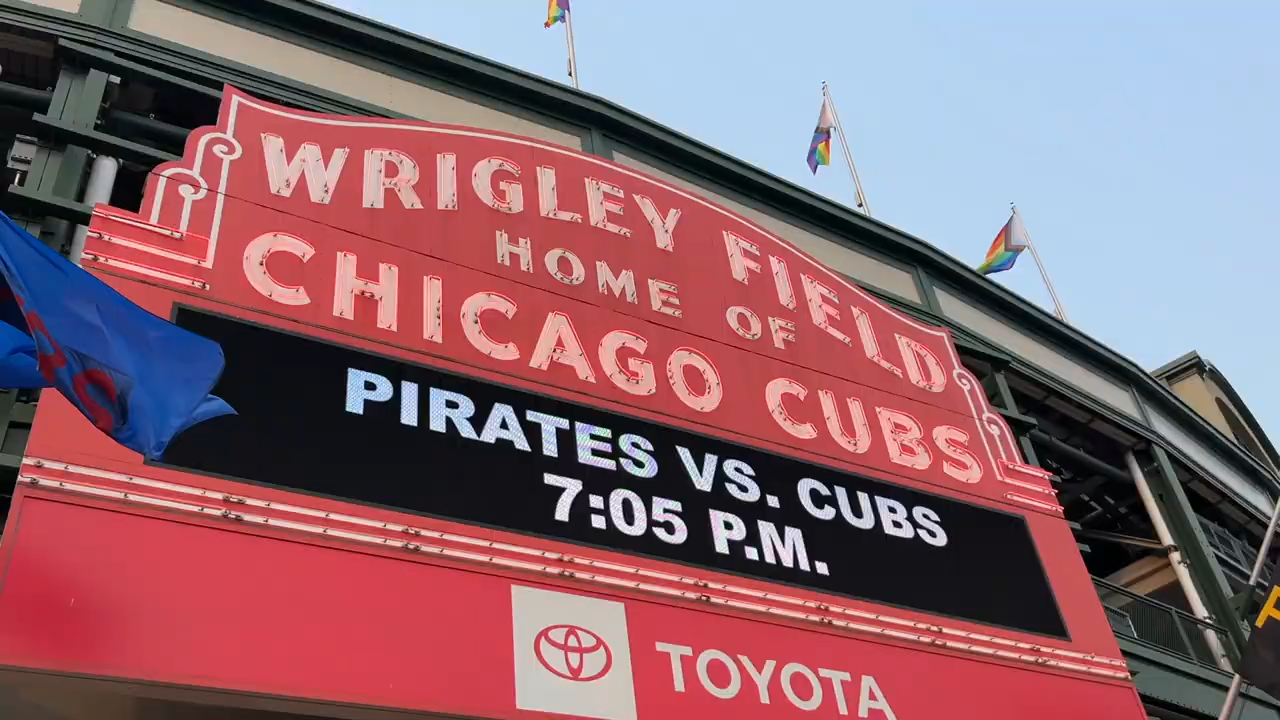 WRIGLEY FIELD
HOME OF
CHICAGO CUBS
PIRATES VS. CUBS
7:05 P.M.
TOYOTA